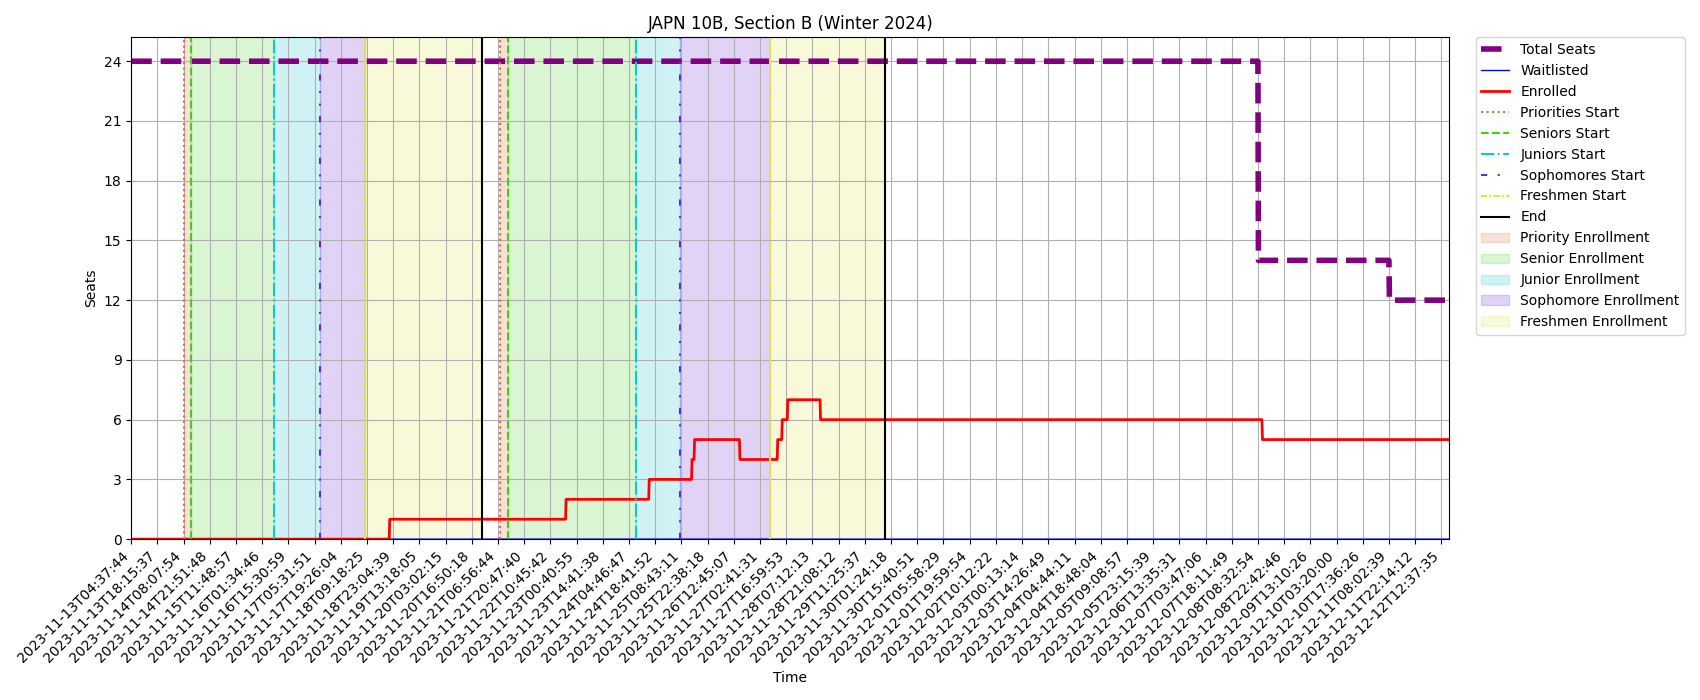 JAPN 10B, Section B (Winter 2024)
Seats
24
21
18
15
12
9
6
3
0
2023-11-13T04:37:44
2023-11-13T18:15:37
2023-11-14T08:07:54
2023-11-14T21:51:48
2023-11-15T11:48:57
2023-11-16T01:34:46
2023-11-16T15:30:59
2023-11-17T05:31:51
2023-11-17T19:26:04
2023-11-18T09:18:25
2023-11-18T23:04:39
2023-11-19T13:18:05
2023-11-20T03:02:15
2023-11-20T16:50:18
2023-11-21T06:56:44
2023-11-21T20:47:40
2023-11-22T10:45:42
2023-11-23T00:40:55
2023-11-23T14:41:38
2023-11-24T04:46:47
2023-11-24T18:41:52
2023-11-25T08:43:11
2023-11-25T22:38:18
2023-11-26T12:45:07
2023-11-27T02:41:31
2023-11-27T16:59:53
2023-11-28T07:12:13
2023-11-28T21:08:12
2023-11-29T11:25:37
2023-11-30T01:24:18
2023-11-30T15:40:51
2023-12-01T05:58:29
2023-12-01T19:59:54
2023-12-02T10:12:22
2023-12-03T00:13:14
2023-12-03T14:26:49
2023-12-04T04:44:11
2023-12-04T18:48:04
2023-12-05T09:08:57
2023-12-05T23:15:39
2023-12-06T13:35:31
2023-12-07T03:47:06
2023-12-07T18:11:49
2023-12-08T08:32:54
2023-12-08T22:42:46
2023-12-09T13:10:26
2023-12-10T03:20:00
2023-12-10T17:36:26
2023-12-11T08:02:39
2023-12-11T22:14:12
2023-12-12T12:37:35
Time
Total Seats
Waitlisted
Enrolled
Priorities Start
Seniors Start
Juniors Start
Sophomores Start
Freshmen Start
End
Priority Enrollment
Senior Enrollment
Junior Enrollment
Sophomore Enrollment
Freshmen Enrollment